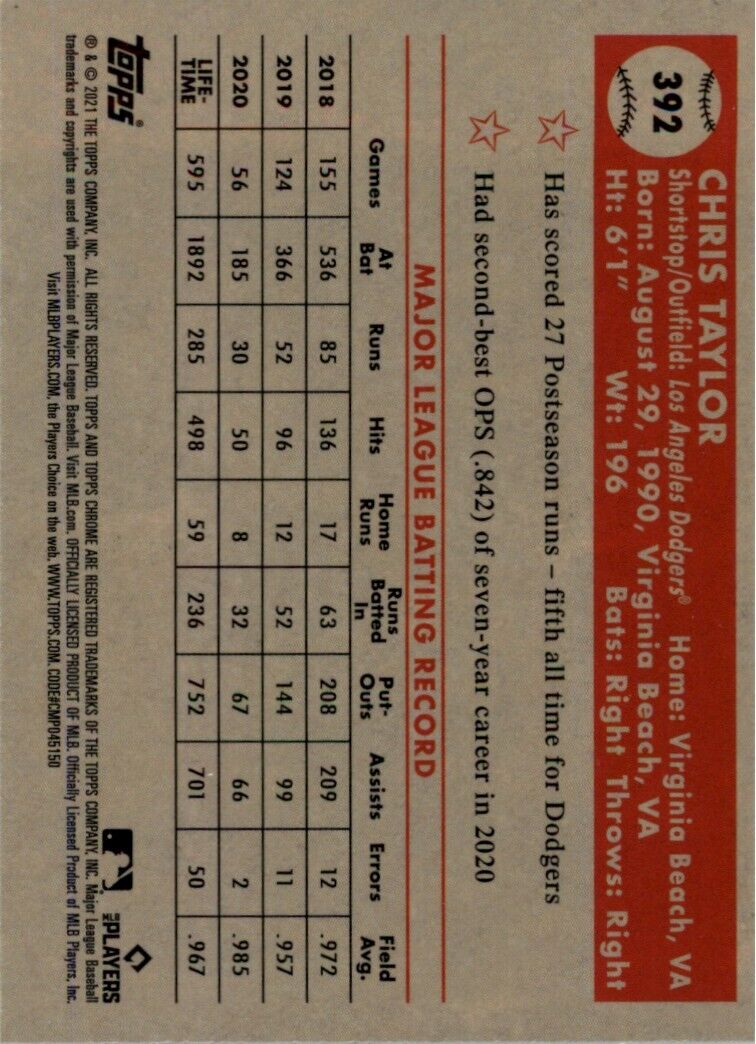 392
CHRIS TAYLOR
Shortstop/Outfield: Los Angeles Dodgers® Home: Virginia Beach, VA
Born: August 29, 1990, Virginia Beach, VA
Ht: 6'1" Wt: 196 Bats: Right Throws: Right
Has scored 27 Postseason runs – fifth all time for Dodgers
Had second-best OPS (.842) of seven-year career in 2020
MAJOR LEAGUE BATTING RECORD
Games At Bat Runs Hits Home Runs Runs Batted In Put-Outs Assists Errors Field Avg.
2018 155 536 85 136 17 63 208 209 12 .972
2019 124 366 52 96 12 52 144 99 11 .957
2020 56 185 30 50 8 32 67 66 2 .985
LIFE-TIME 595 1892 285 498 59 236 752 701 50 .967
topps®
MLB PLAYERS
® & © 2021 THE TOPPS COMPANY, INC. ALL RIGHTS RESERVED. TOPPS AND TOPPS CHROME ARE REGISTERED TRADEMARKS OF THE TOPPS COMPANY, INC. Major League Baseball
trademarks and copyrights are used with permission of Major League Baseball. Visit MLB.com. OFFICIALLY LICENSED PRODUCT OF MLB. Officially Licensed Product of MLB Players, Inc.
Visit MLBPLAYERS.COM, the Players Choice on the web. WWW.TOPPS.COM. CODE#CMP045150